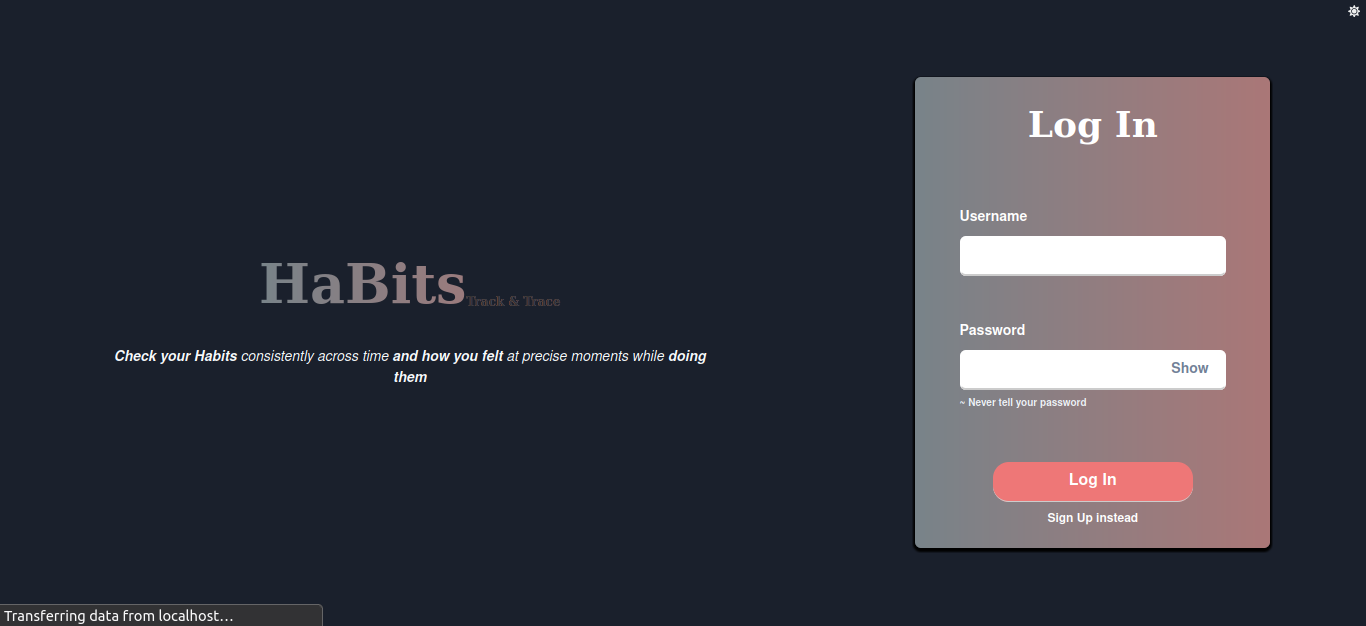 HaBits Track & Trace
Check your Habits consistently across time and how you felt at precise moments while doing
them
Log In
Username
Password
Show
~ Never tell your password
Log In
Sign Up instead
Transferring data from localhost…